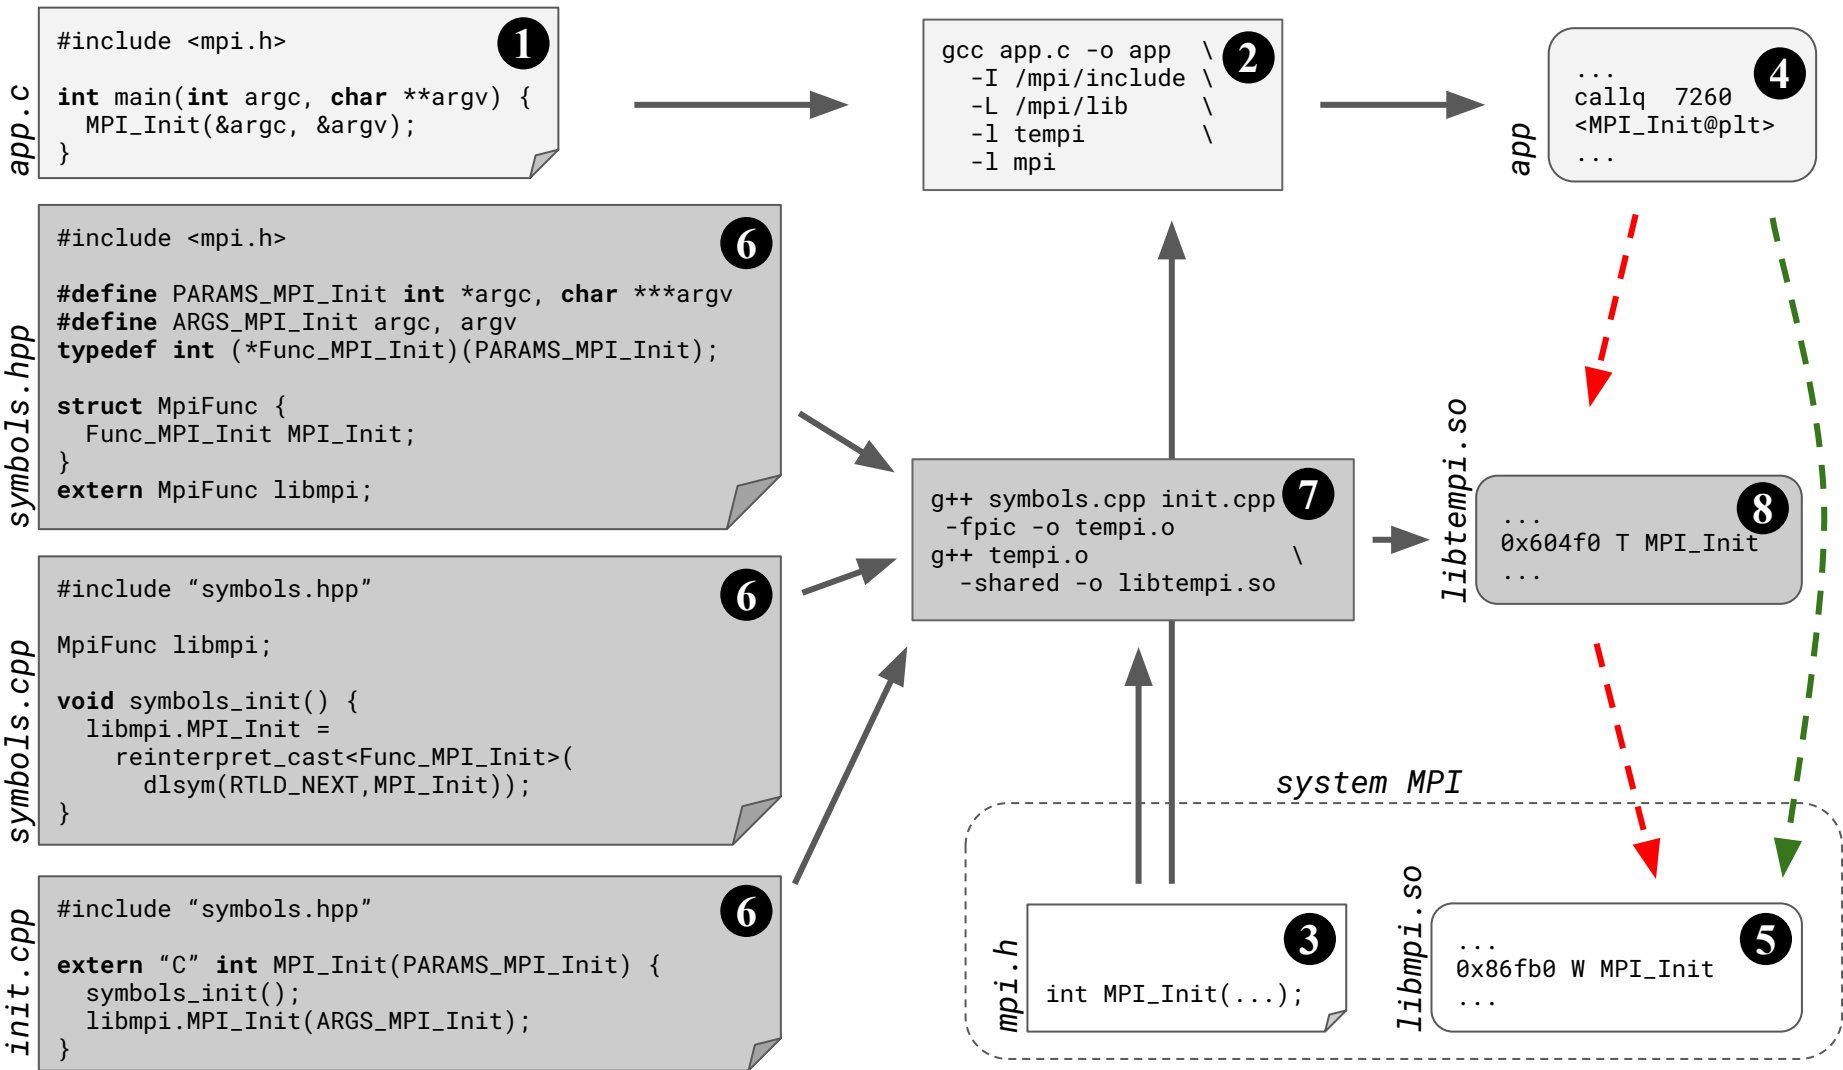 app.c
#include <mpi.h>
int main(int argc, char **argv) {
  MPI_Init(&argc, &argv);
}
1
gcc app.c -o app  \
  -I /mpi/include \
  -L /mpi/lib     \
  -l tempi        \
  -l mpi
2
app
...
callq  7260
<MPI_Init@plt>
...
4
symbols.hpp
#include <mpi.h>
#define PARAMS_MPI_Init int *argc, char ***argv
#define ARGS_MPI_Init argc, argv
typedef int (*Func_MPI_Init)(PARAMS_MPI_Init);
struct MpiFunc {
  Func_MPI_Init MPI_Init;
}
extern MpiFunc libmpi;
6
symbols.cpp
#include “symbols.hpp”
MpiFunc libmpi;
void symbols_init() {
  libmpi.MPI_Init =
    reinterpret_cast<Func_MPI_Init>(
      dlsym(RTLD_NEXT,MPI_Init));
}
6
init.cpp
#include “symbols.hpp”
extern “C” int MPI_Init(PARAMS_MPI_Init) {
  symbols_init();
  libmpi.MPI_Init(ARGS_MPI_Init);
}
6
g++ symbols.cpp init.cpp
 -fpic -o tempi.o
g++ tempi.o              \
  -shared -o libtempi.so
7
libtempi.so
...
0x604f0 T MPI_Init
...
8
system MPI
mpi.h
int MPI_Init(...);
3
libmpi.so
...
0x86fb0 W MPI_Init
...
5